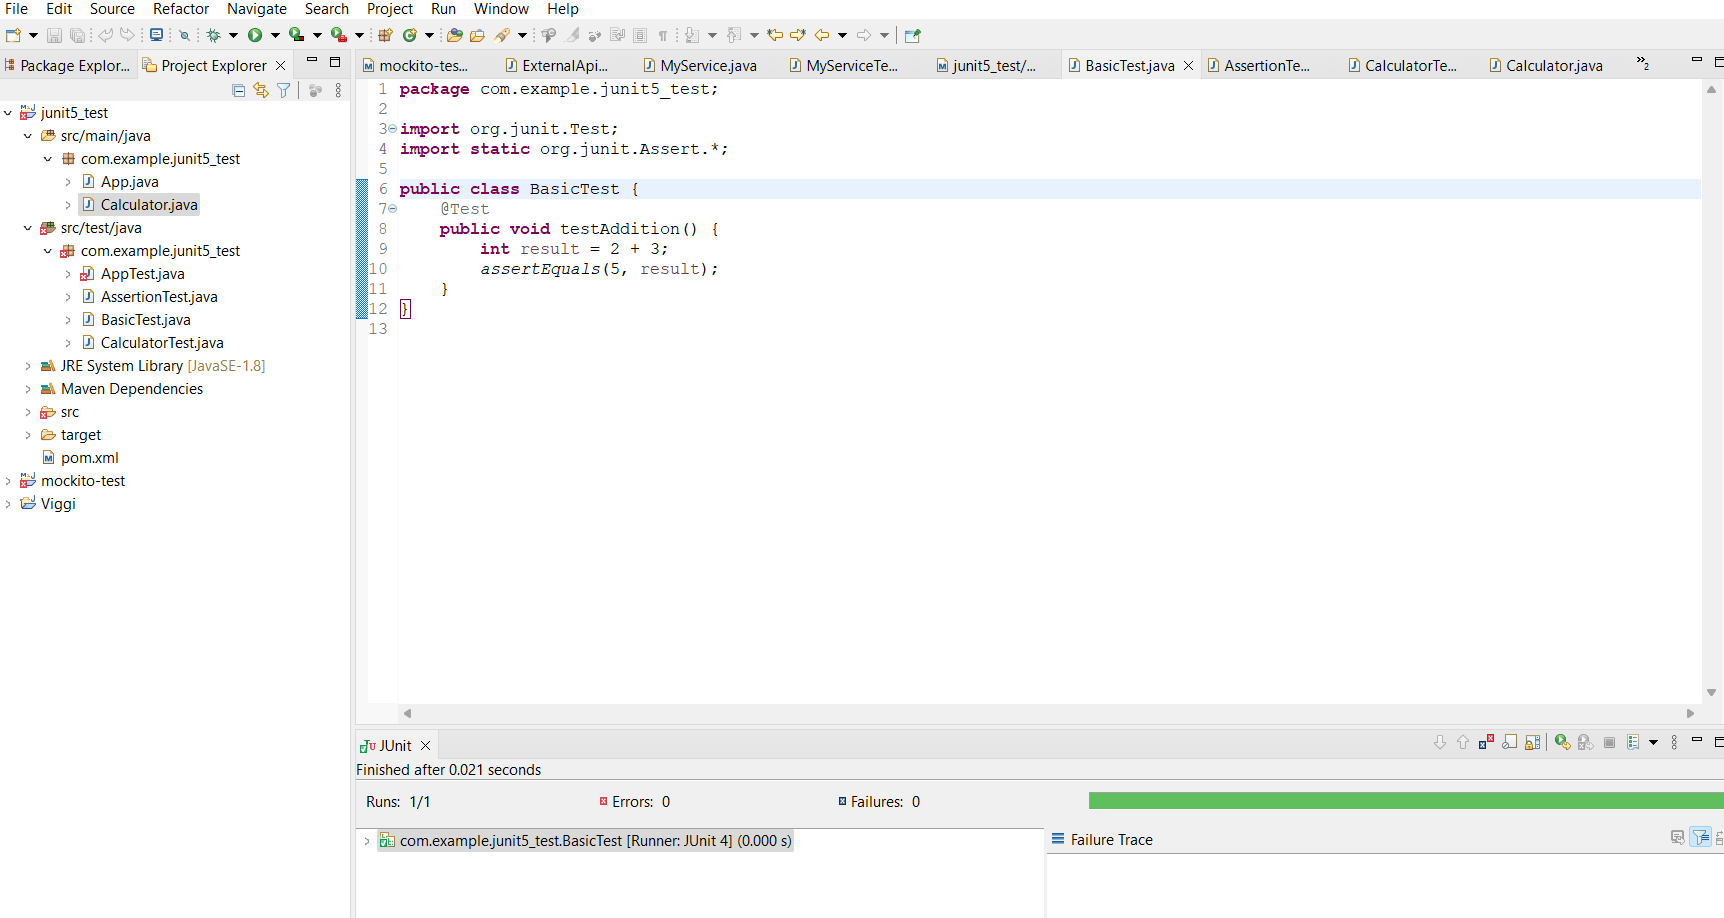 File Edit Source Refactor Navigate Search Project Run Window Help
Package Explor... Project Explorer
junit5_test
src/main/java
com.example.junit5_test
App.java
Calculator.java
src/test/java
com.example.junit5_test
AppTest.java
AssertionTest.java
BasicTest.java
CalculatorTest.java
JRE System Library [JavaSE-1.8]
Maven Dependencies
src
target
pom.xml
mockito-test
Viggi
mockito-tes... ExternalApi... MyService.java MyServiceTe... junit5_test/... BasicTest.java AssertionTe... CalculatorTe... Calculator.java »2
1 package com.example.junit5_test;
2
3 import org.junit.Test;
4 import static org.junit.Assert.*;
5
6 public class BasicTest {
7 @Test
8 public void testAddition() {
9 int result = 2 + 3;
10 assertEquals(5, result);
11 }
12 }
13
JUnit
Finished after 0.021 seconds
Runs: 1/1 Errors: 0 Failures: 0
com.example.junit5_test.BasicTest [Runner: JUnit 4] (0.000 s)
Failure Trace